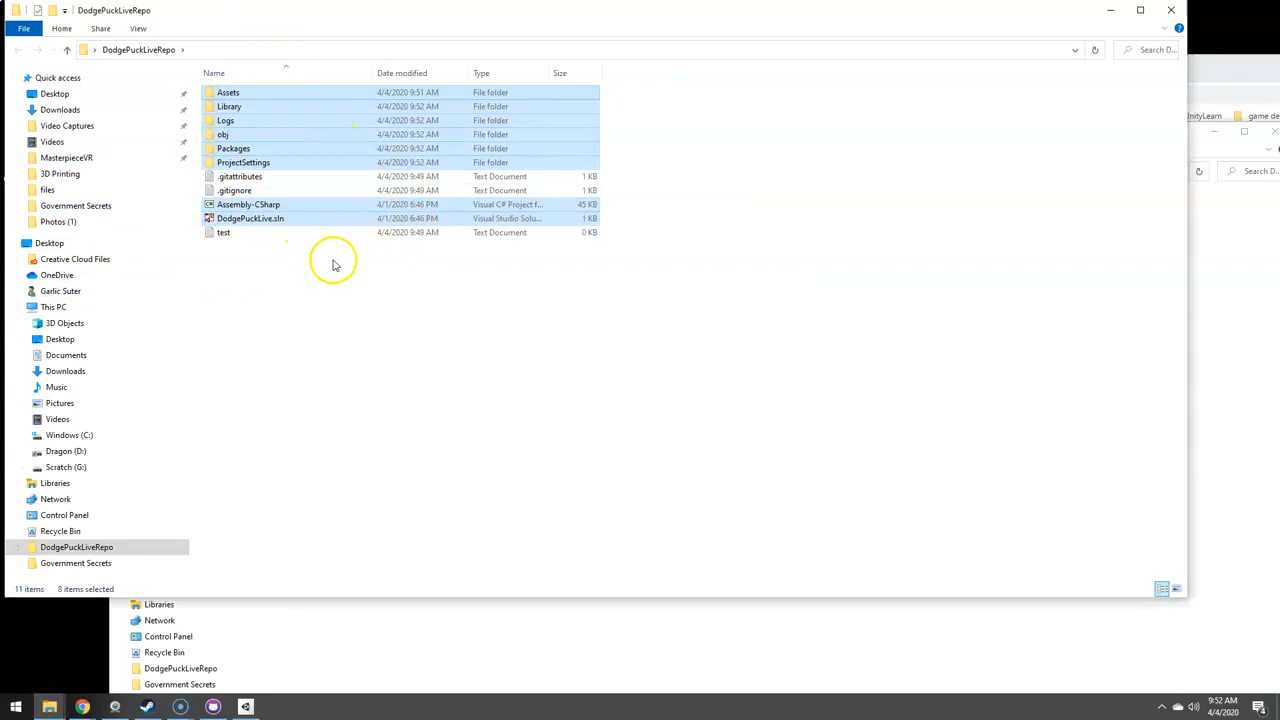 DodgePuckLiveRepo
File Home Share View
DodgePuckLiveRepo Search D...
Name Date modified Type Size
Quick access
Desktop
Downloads
Video Captures
Videos
MasterpieceVR
3D Printing
files
Government Secrets
Photos (1)
Desktop
Creative Cloud Files
OneDrive
Garlic Suter
This PC
3D Objects
Desktop
Documents
Downloads
Music
Pictures
Videos
Windows (C:)
Dragon (D:)
Scratch (G:)
Libraries
Network
Control Panel
Recycle Bin
DodgePuckLiveRepo
Government Secrets
Assets 4/4/2020 9:51 AM File folder
Library 4/4/2020 9:52 AM File folder
Logs 4/4/2020 9:52 AM File folder
obj 4/4/2020 9:52 AM File folder
Packages 4/4/2020 9:52 AM File folder
ProjectSettings 4/4/2020 9:52 AM File folder
.gitattributes 4/4/2020 9:49 AM Text Document 1 KB
.gitignore 4/4/2020 9:49 AM Text Document 1 KB
Assembly-CSharp 4/1/2020 6:46 PM Visual C# Project f... 45 KB
DodgePuckLive.sln 4/1/2020 6:46 PM Visual Studio Solu... 1 KB
test 4/4/2020 9:49 AM Text Document 0 KB
11 items 8 items selected
UnityLearn game de
Search D...
Libraries
Network
Control Panel
Recycle Bin
DodgePuckLiveRepo
Government Secrets
9:52 AM
4/4/2020
4